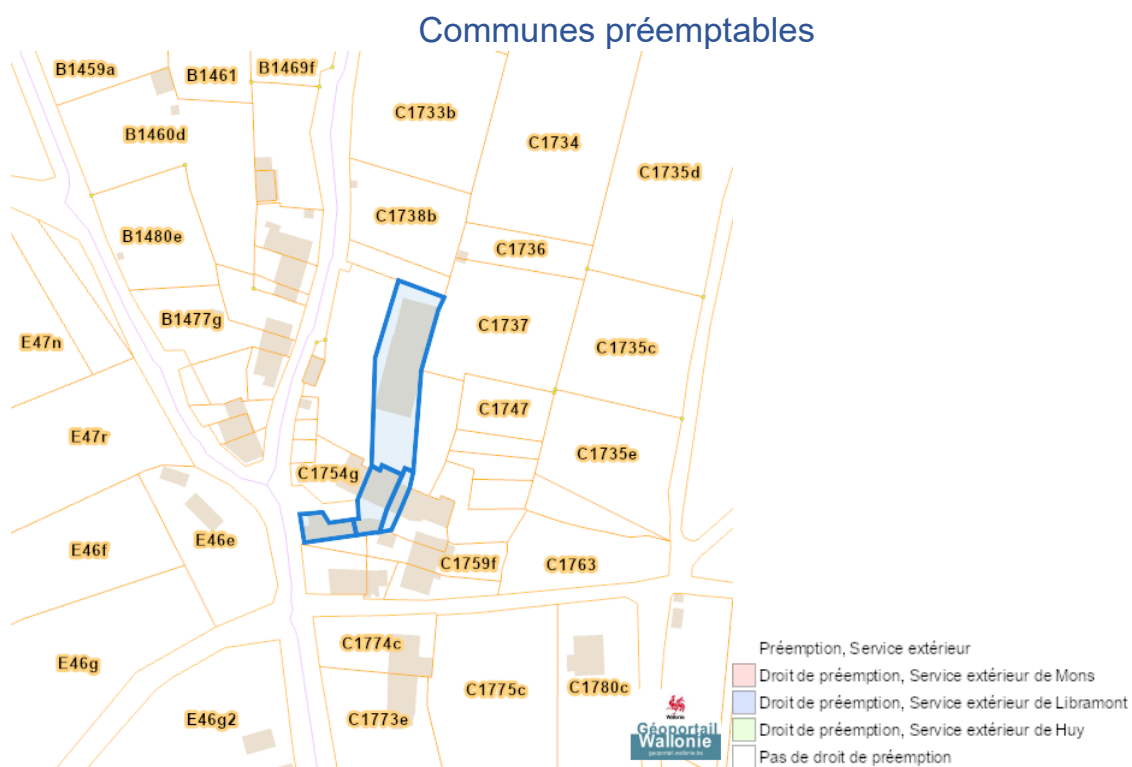 Communes préemptables
B1459a
B1461
B1469f
C1733b
B1460d
C1734
C1735d
C1738b
B1480e
C1736
B1477g
C1737
E47n
C1735c
C1747
E47r
C1735e
C1754g
E46e
E46f
C1759f
C1763
C1774c
E46g
C1775c
C1780c
E46g2
C1773e
Wallonie
Géoportail
Wallonie
geoportail.wallonie.be
Préemption, Service extérieur
Droit de préemption, Service extérieur de Mons
Droit de préemption, Service extérieur de Libramont
Droit de préemption, Service extérieur de Huy
Pas de droit de préemption